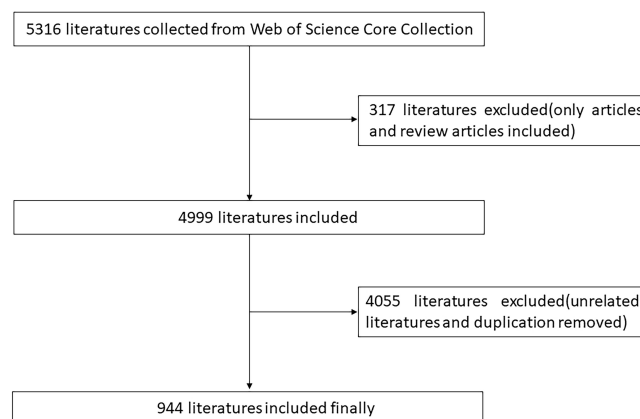 5316 literatures collected from Web of Science Core Collection
317 literatures excluded(only articles
and review articles included)
4999 literatures included
4055 literatures excluded(unrelated
literatures and duplication removed)
944 literatures included finally